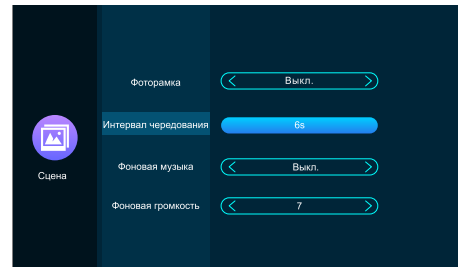 Фоторамка
Выкл.
Интервал чередования
6s
Сцена
Фоновая музыка
Выкл.
Фоновая громкость
7